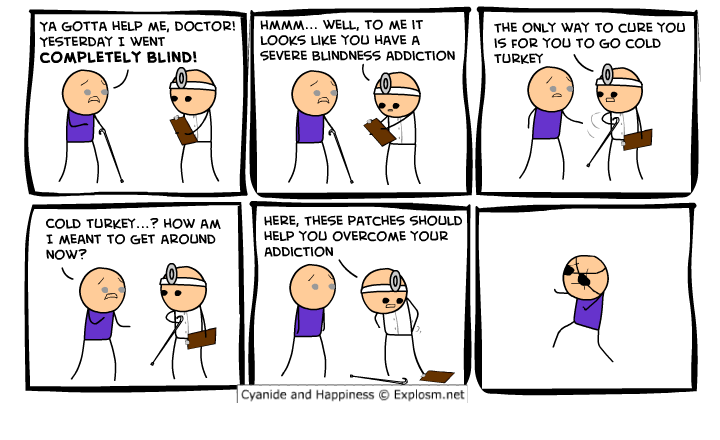 YA GOTTA HELP ME, DOCTOR!
YESTERDAY I WENT
COMPLETELY BLIND!
HMMM... WELL, TO ME IT
LOOKS LIKE YOU HAVE A
SEVERE BLINDNESS ADDICTION
THE ONLY WAY TO CURE YOU
IS FOR YOU TO GO COLD
TURKEY
COLD TURKEY...? HOW AM
I MEANT TO GET AROUND
NOW?
HERE, THESE PATCHES SHOULD
HELP YOU OVERCOME YOUR
ADDICTION
Cyanide and Happiness © Explosm.net